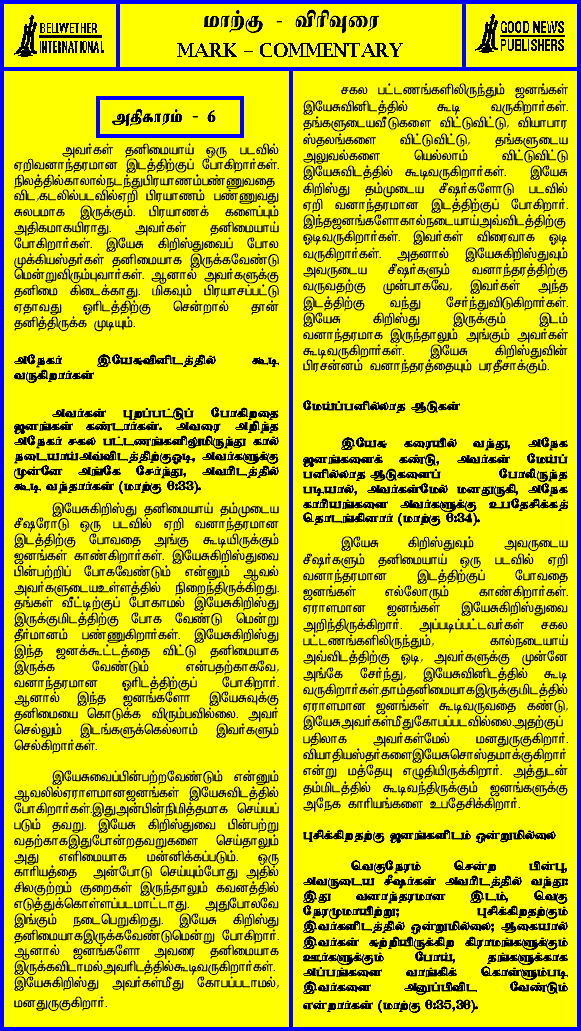 BELWETHER
INTERNATIONAL
மாற்கு - விரிவுரை
MARK – COMMENTARY
GOOD NEWS
PUBLISHERS
அதிகாரம் - 6
அவர்கள் தனிமையாய் ஒரு படவில்
ஏறிவனாந்தரமான இடத்திற்குப் போகிறார்கள்.
நிலத்தில்காலால்நடந்துபிரயாணம்பண்ணுவதை
விட,கடலில்படவில்ஏறி பிரயாணம் பண்ணுவது
சுலபமாக இருக்கும். பிரயாணக் களைப்பும்
அதிகமாகயிராது. அவர்கள் தனிமையாய்
போகிறார்கள். இயேசு கிறிஸ்துவைப் போல
முக்கியஸ்தர்கள் தனிமையாக இருக்கவேண்டு
மென்றுவிரும்புவார்கள். ஆனால் அவர்களுக்கு
தனிமை கிடைக்காது. மிகவும் பிரயாசப்பட்டு
ஏதாவது ஓரிடத்திற்கு சென்றால் தான்
தனித்திருக்க முடியும்.
அநேகர் இயேசுவினிடத்தில் கூடி
வருகிறார்கள்
அவர்கள் புறப்பட்டுப் போகிறதை
ஜனங்கள் கண்டார்கள். அவரை அறிந்த
அநேகர் சகல பட்டணங்களிலுமிருந்து கால்
நடையாய்அவ்விடத்திற்குஓடி, அவர்களுக்கு
முன்னே அங்கே சேர்ந்து, அவரிடத்தில்
கூடி வந்தார்கள் (மாற்கு 6:33).
இயேசுகிறிஸ்து தனிமையாய் தம்முடைய
சீஷரோடு ஒரு படவில் ஏறி வனாந்தரமான
இடத்திற்கு போவதை அங்கு கூடியிருக்கும்
ஜனங்கள் காண்கிறார்கள். இயேசுகிறிஸ்துவை
பின்பற்றிப் போகவேண்டும் என்னும் ஆவல்
அவர்களுடையஉள்ளத்தில் நிறைந்திருக்கிறது.
தங்கள் வீட்டிற்குப் போகாமல் இயேசுகிறிஸ்து
இருக்குமிடத்திற்கு போக வேண்டு மென்று
தீர்மானம் பண்ணுகிறார்கள். இயேசுகிறிஸ்து
இந்த ஜனக்கூட்டத்தை விட்டு தனிமையாக
இருக்க வேண்டும் என்பதற்காகவே,
வனாந்தரமான ஓரிடத்திற்குப் போகிறார்.
ஆனால் இந்த ஜனங்களோ இயேசுவுக்கு
தனிமையை கொடுக்க விரும்பவில்லை. அவர்
செல்லும் இடங்களுக்கெல்லாம் இவர்களும்
செல்கிறார்கள்.
இயேசுவைப்பின்பற்றவேண்டும் என்னும்
ஆவலில்ஏராளமானஜனங்கள் இயேசுவிடத்தில்
போகிறார்கள்.இதுஅன்பின்நிமித்தமாக செய்யப்
படும் தவறு. இயேசு கிறிஸ்துவை பின்பற்று
வதற்காகஇதுபோன்றதவறுகளை செய்தாலும்
அது எளிமையாக மன்னிக்கப்படும். ஒரு
காரியத்தை அன்போடு செய்யும்போது அதில்
சிலகுற்றம் குறைகள் இருந்தாலும் கவனத்தில்
எடுத்துக்கொள்ளப்படமாட்டாது. அதுபோலவே
இங்கும் நடைபெறுகிறது. இயேசு கிறிஸ்து
தனிமையாகஇருக்கவேண்டுமென்று போகிறார்.
ஆனால் ஜனங்களோ அவரை தனிமையாக
இருக்கவிடாமல்,அவரிடத்தில்கூடிவருகிறார்கள்.
இயேசுகிறிஸ்து அவர்கள்மீது கோபப்படாமல்,
மனதுருகுகிறார்.
சகல பட்டணங்களிலிருந்தும் ஜனங்கள்
இயேசுவினிடத்தில் கூடி வருகிறார்கள்.
தங்களுடையவீடுகளை விட்டுவிட்டு, வியாபார
ஸ்தலங்களை விட்டுவிட்டு, தங்களுடைய
அலுவல்களை யெல்லாம் விட்டுவிட்டு
இயேசுவிடத்தில் கூடிவருகிறார்கள். இயேசு
கிறிஸ்து தம்முடைய சீஷர்களோடு படவில்
ஏறி வனாந்தரமான இடத்திற்குப் போகிறார்.
இந்தஜனங்களோகால்நடையாய்அவ்விடத்திற்கு
ஓடிவருகிறார்கள். இவர்கள் விரைவாக ஓடி
வருகிறார்கள். அதனால் இயேசுகிறிஸ்துவும்
அவருடைய சீஷர்களும் வனாந்தரத்திற்கு
வருவதற்கு முன்பாகவே, இவர்கள் அந்த
இடத்திற்கு வந்து சேர்ந்துவிடுகிறார்கள்.
இயேசு கிறிஸ்து இருக்கும் இடம்
வனாந்தரமாக இருந்தாலும் அங்கும் அவர்கள்
கூடிவருகிறார்கள். இயேசு கிறிஸ்துவின்
பிரசன்னம் வனாந்தரத்தையும் பரதீசாக்கும்.
மேய்ப்பனில்லாத ஆடுகள்
இயேசு கரையில் வந்து, அநேக
ஜனங்களைக் கண்டு, அவர்கள் மேய்ப்
பனில்லாத ஆடுகளைப் போலிருந்த
படியால், அவர்கள்மேல் மனதுருகி, அநேக
காரியங்களை அவர்களுக்கு உபதேசிக்கத்
தொடங்கினார் (மாற்கு 6:34).
இயேசு கிறிஸ்துவும் அவருடைய
சீஷர்களும் தனிமையாய் ஒரு படவில் ஏறி
வனாந்தரமான இடத்திற்குப் போவதை
ஜனங்கள் எல்லோரும் காண்கிறார்கள்.
ஏராளமான ஜனங்கள் இயேசுகிறிஸ்துவை
அறிந்திருக்கிறார். அப்படிப்பட்டவர்கள் சகல
பட்டணங்களிலிருந்தும், கால்நடையாய்
அவ்விடத்திற்கு ஓடி, அவர்களுக்கு முன்னே
அங்கே சேர்ந்து, இயேசுவினிடத்தில் கூடி
வருகிறார்கள்.தாம்தனிமையாகஇருக்குமிடத்தில்
ஏராளமான ஜனங்கள் கூடிவருவதை கண்டு,
இயேசுஅவர்கள்மீதுகோபப்படவில்லை.அதற்குப்
பதிலாக அவர்கள்மேல் மனதுருகுகிறார்.
வியாதியஸ்தர்களைஇயேசுசொஸ்தமாக்குகிறார்
என்று மத்தேயு எழுதியிருக்கிறார். அத்துடன்
தம்மிடத்தில் கூடிவந்திருக்கும் ஜனங்களுக்கு
அநேக காரியங்களை உபதேசிக்கிறார்.
புசிக்கிறதற்கு ஜனங்களிடம் ஒன்றுமில்லை
வெகுநேரம் சென்ற பின்பு,
அவருடைய சீஷர்கள் அவரிடத்தில் வந்து:
இது வனாந்தரமான இடம், வெகு
நேரமுமாயிற்று; புசிக்கிறதற்கும்
இவர்களிடத்தில் ஒன்றுமில்லை; ஆகையால்
இவர்கள் சுற்றியிருக்கிற கிராமங்களுக்கும்
ஊர்களுக்கும் போய், தங்களுக்காக
அப்பங்களை வாங்கிக் கொள்ளும்படி
இவர்களை அனுப்பிவிட வேண்டும்
என்றார்கள் (மாற்கு 6:35,36).